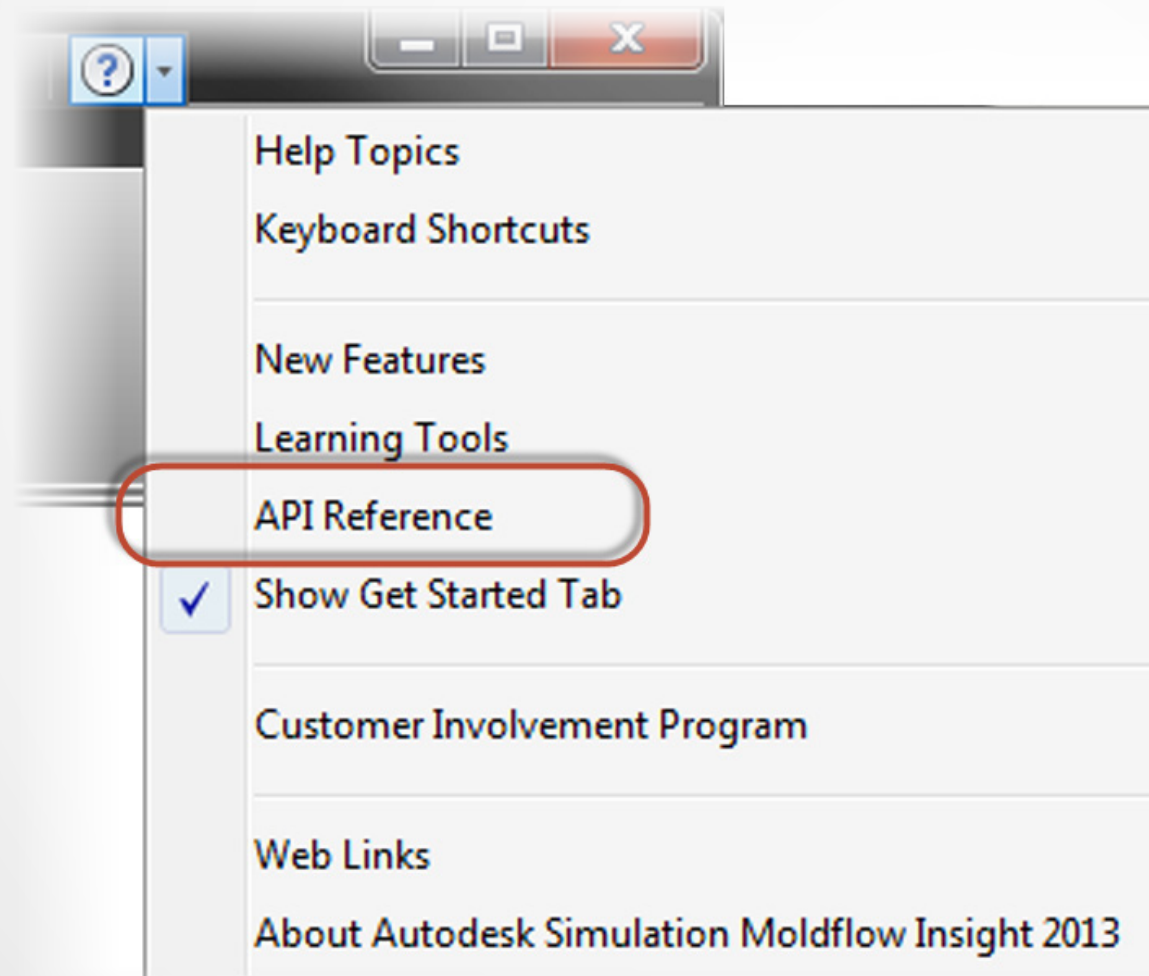 ?
Help Topics
Keyboard Shortcuts
New Features
Learning Tools
API Reference
Show Get Started Tab
Customer Involvement Program
Web Links
About Autodesk Simulation Moldflow Insight 2013